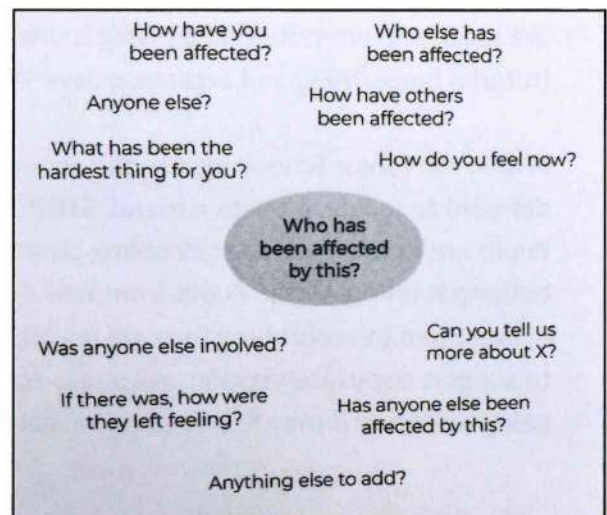 How have you
been affected?
Who else has
been affected?
Anyone else?
How have others
been affected?
What has been the
hardest thing for you?
How do you feel now?
Who has
been affected
by this?
Was anyone else involved?
Can you tell us
more about X?
If there was, how were
they left feeling?
Has anyone else been
affected by this?
Anything else to add?